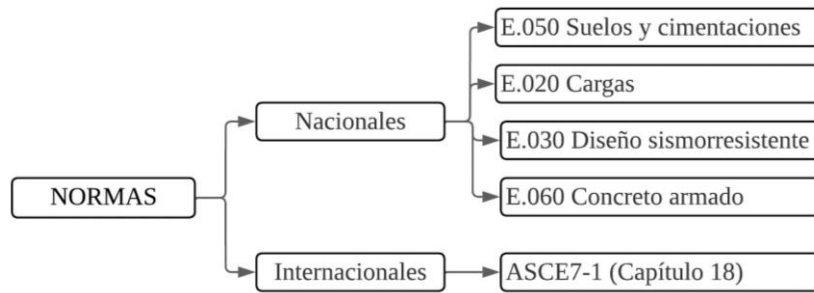 NORMAS
Nacionales
E.050 Suelos y cimentaciones
E.020 Cargas
E.030 Diseño sismorresistente
E.060 Concreto armado
Internacionales
ASCE7-1 (Capítulo 18)